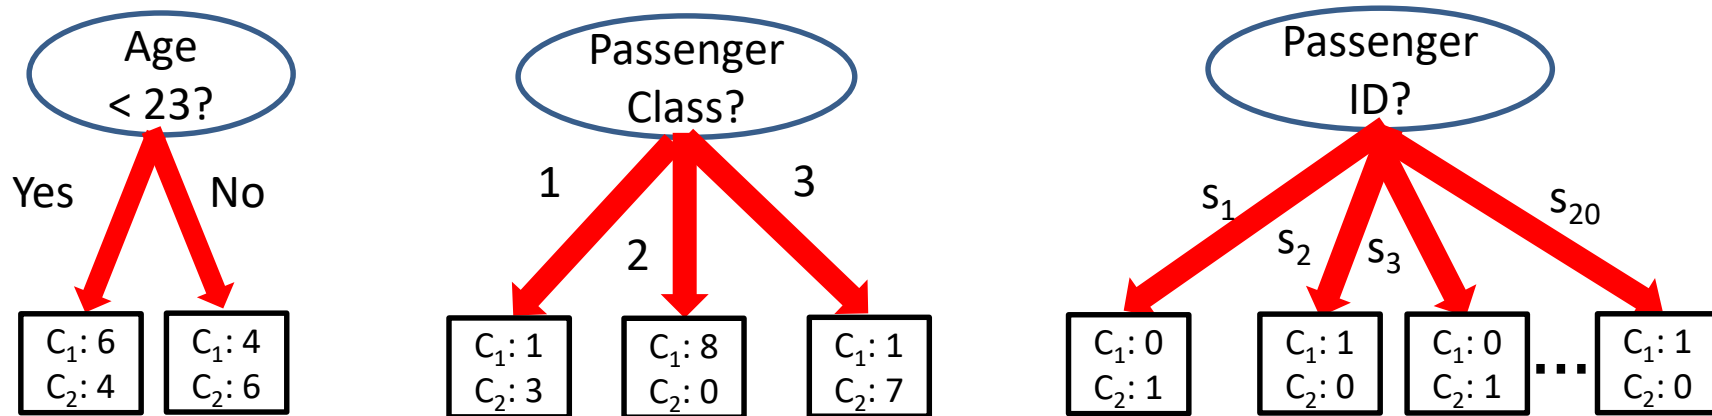 Age
< 23?
Yes
No
C₁: 6
C₂: 4
C₁: 4
C₂: 6
Passenger
Class?
1
2
3
C₁: 1
C₂: 3
C₁: 8
C₂: 0
C₁: 1
C₂: 7
Passenger
ID?
s₁
s₂
s₃
s₂₀
C₁: 0
C₂: 1
C₁: 1
C₂: 0
C₁: 0
C₂: 1
...
C₁: 1
C₂: 0